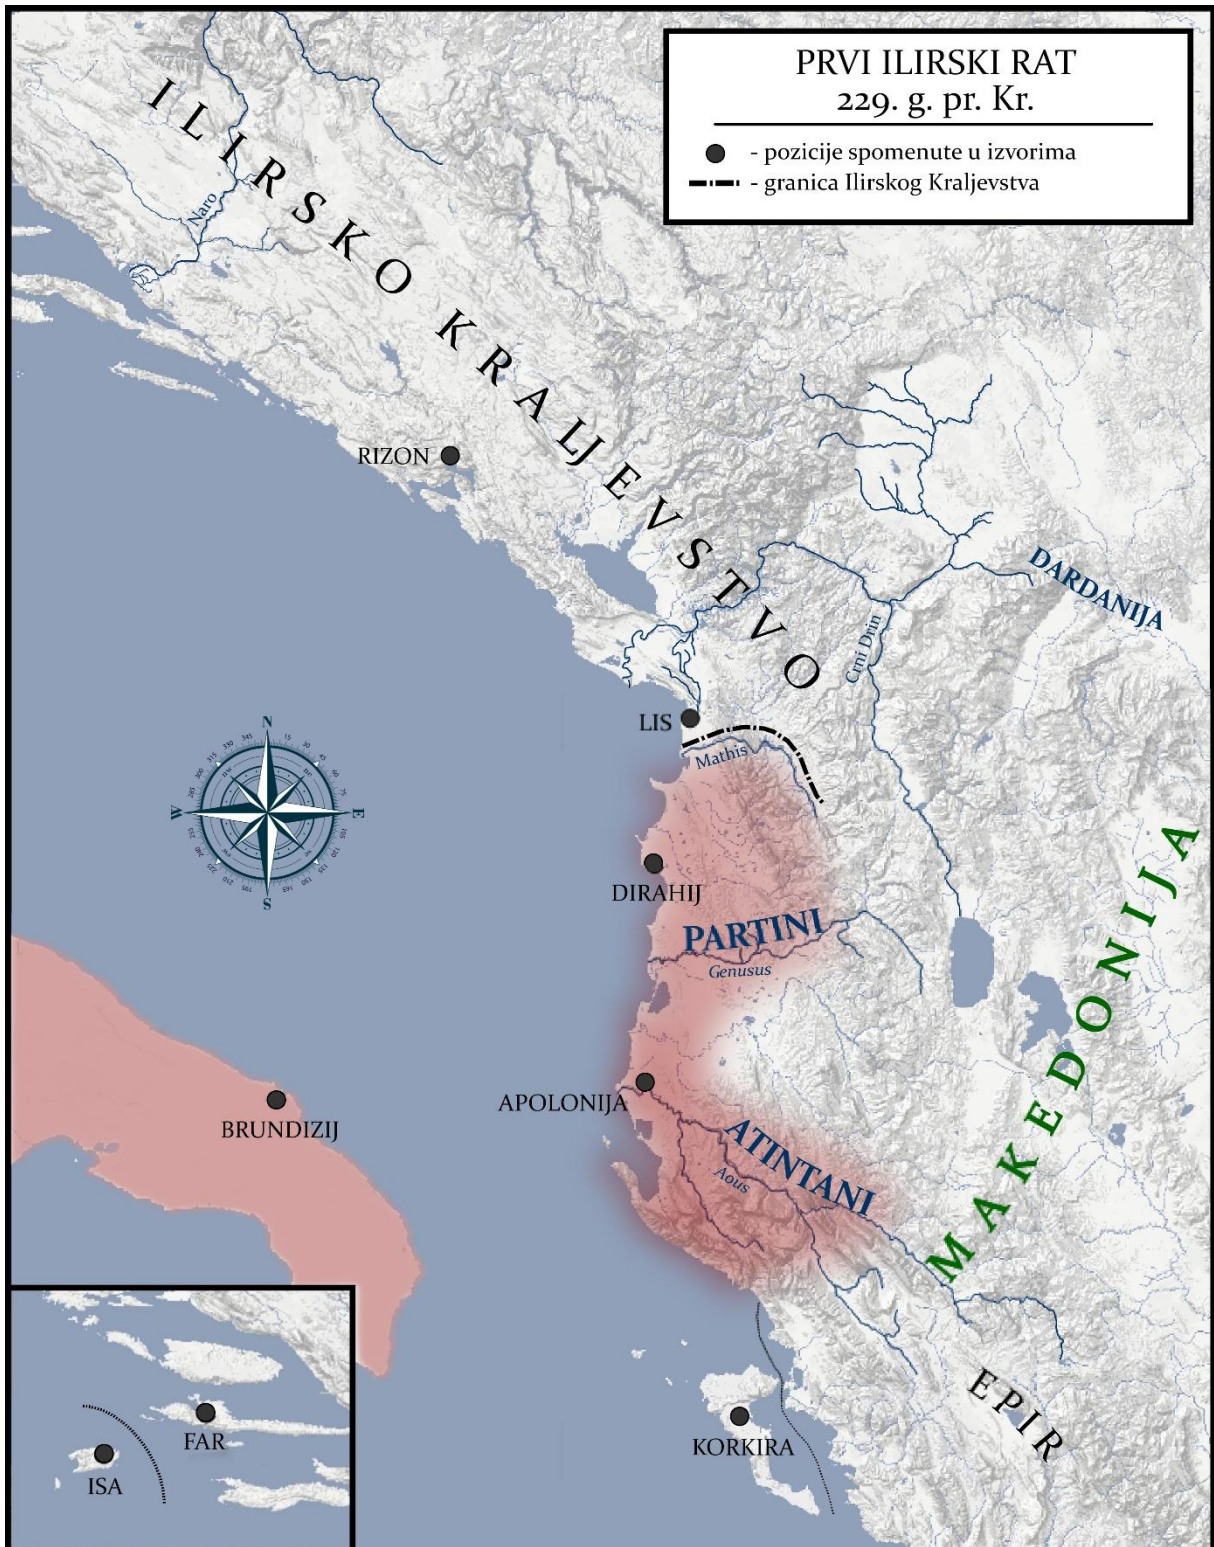 PRVI ILIRSKI RAT
229. g. pr. Kr.
- pozicije spomenute u izvorima
- granica Ilirskog Kraljevstva
ILIRSKO KRALJEVSTVO
Naro
RIZON
DARDANIJA
Crni Drin
LIS
Mathis
N
E
S
W
DIRAHIJ
PARTINI
Genusus
MAKEDONIJA
APOLONIJA
BRUNDIZIJ
ATINTANI
Aous
EPIR
KORKIRA
FAR
ISA